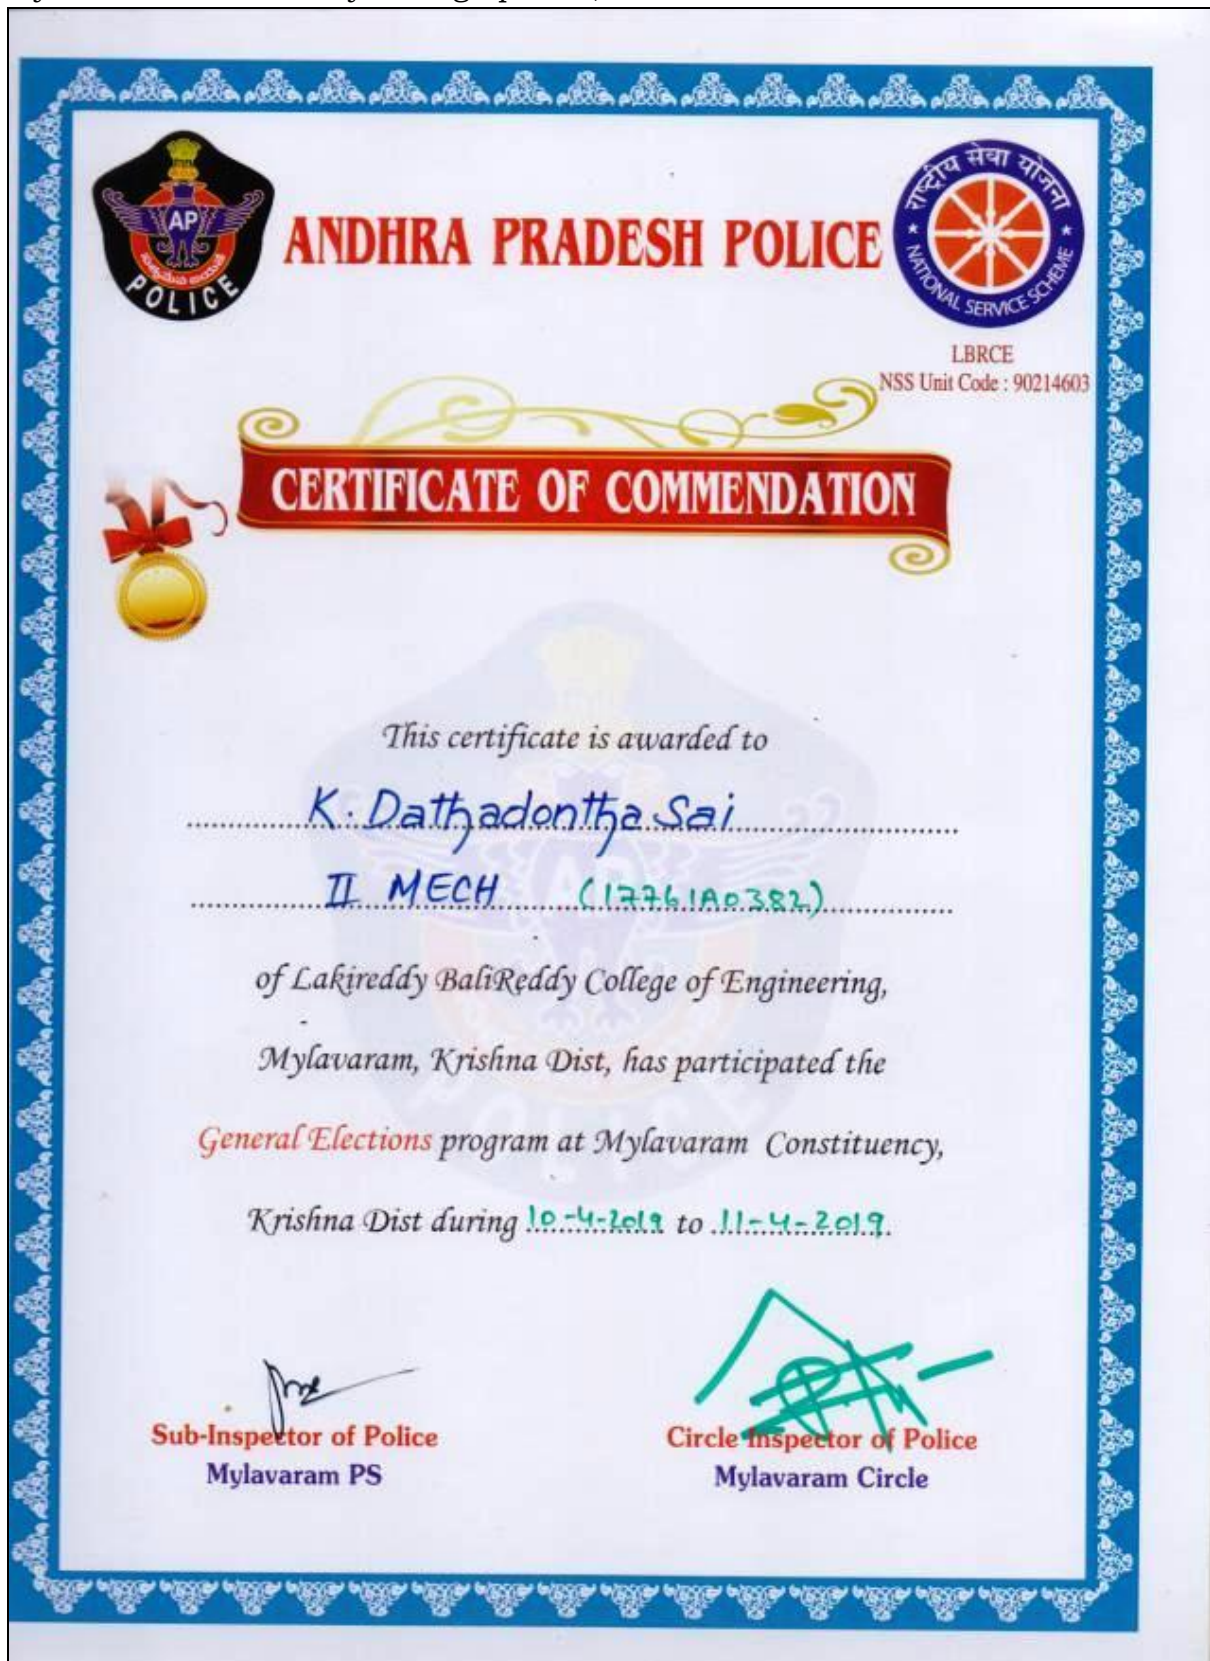 AP
POLICE
ANDHRA PRADESH POLICE
राष्ट्रीय सेवा योजना
NATIONAL SERVICE SCHEME
LBRCE
NSS Unit Code : 90214603
CERTIFICATE OF COMMENDATION
This certificate is awarded to
K. Dathadontha Sai
II MECH (17761A0382)
of Lakireddy BaliReddy College of Engineering,
Mylavaram, Krishna Dist, has participated the
General Elections program at Mylavaram Constituency,
Krishna Dist during 10-4-2019 to 11-4-2019.
Sub-Inspector of Police
Mylavaram PS
Circle Inspector of Police
Mylavaram Circle